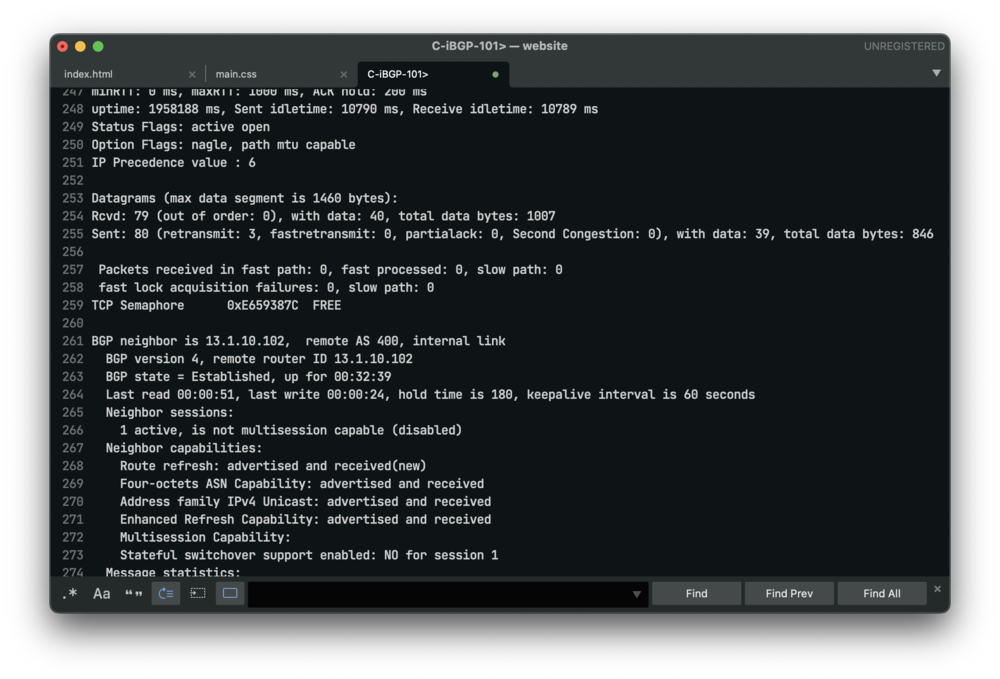 C-iBGP-101> — website
UNREGISTERED
index.html × main.css × C-iBGP-101>
247 minRTT: 0 ms, maxRTT: 1000 ms, ACK hold: 200 ms
248 uptime: 1958188 ms, Sent idletime: 10790 ms, Receive idletime: 10789 ms
249 Status Flags: active open
250 Option Flags: nagle, path mtu capable
251 IP Precedence value : 6
252
253 Datagrams (max data segment is 1460 bytes):
254 Rcvd: 79 (out of order: 0), with data: 40, total data bytes: 1007
255 Sent: 80 (retransmit: 3, fastretransmit: 0, partialack: 0, Second Congestion: 0), with data: 39, total data bytes: 846
256
257  Packets received in fast path: 0, fast processed: 0, slow path: 0
258  fast lock acquisition failures: 0, slow path: 0
259 TCP Semaphore      0xE659387C  FREE
260
261 BGP neighbor is 13.1.10.102,  remote AS 400, internal link
262   BGP version 4, remote router ID 13.1.10.102
263   BGP state = Established, up for 00:32:39
264   Last read 00:00:51, last write 00:00:24, hold time is 180, keepalive interval is 60 seconds
265   Neighbor sessions:
266     1 active, is not multisession capable (disabled)
267   Neighbor capabilities:
268     Route refresh: advertised and received(new)
269     Four-octets ASN Capability: advertised and received
270     Address family IPv4 Unicast: advertised and received
271     Enhanced Refresh Capability: advertised and received
272     Multisession Capability:
273     Stateful switchover support enabled: NO for session 1
274   Message statistics:
.* Aa “” Find Find Prev Find All ×